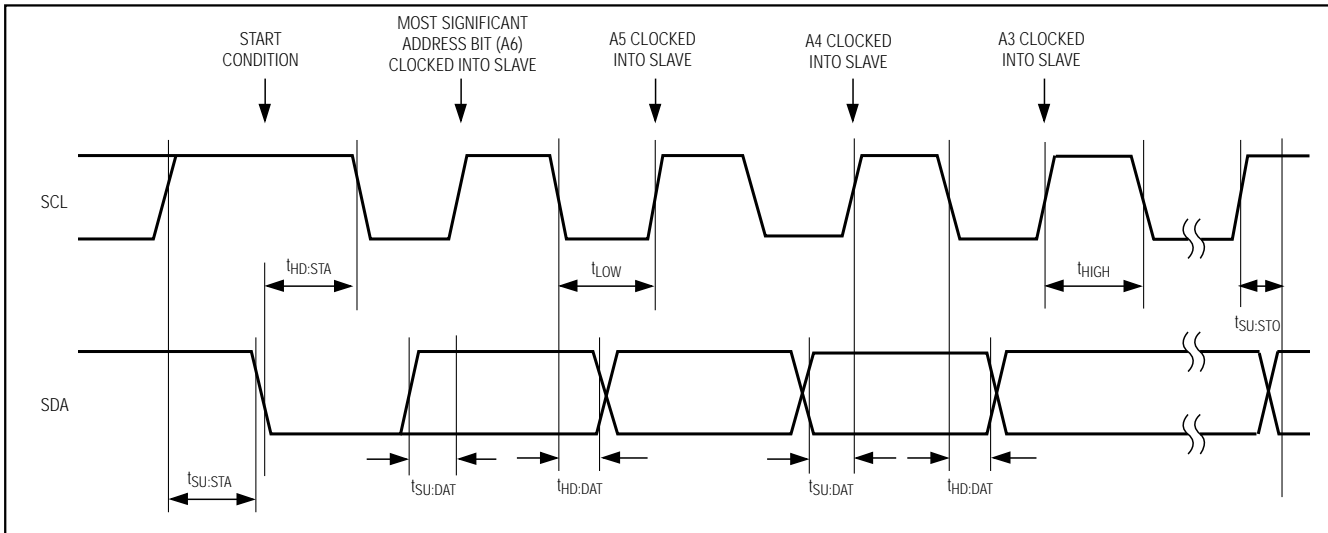 START
CONDITION
MOST SIGNIFICANT
ADDRESS BIT (A6)
CLOCKED INTO SLAVE
A5 CLOCKED
INTO SLAVE
A4 CLOCKED
INTO SLAVE
A3 CLOCKED
INTO SLAVE
SCL
tHD:STA
tLOW
tHIGH
tSU:STO
SDA
tSU:STA
tSU:DAT
tHD:DAT
tSU:DAT
tHD:DAT